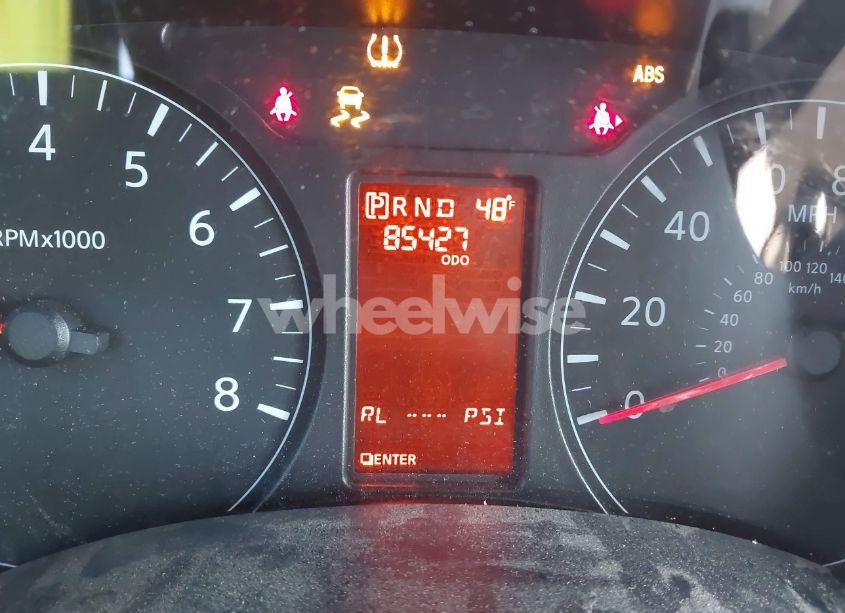 ABS
4
5
6
7
8
RPMx1000
P R N D 48°F
85427
ODO
RL --- PSI
ENTER
0
20
40
8
MPH
0 20 40 60 80 100 120 140
km/h
wheelwise